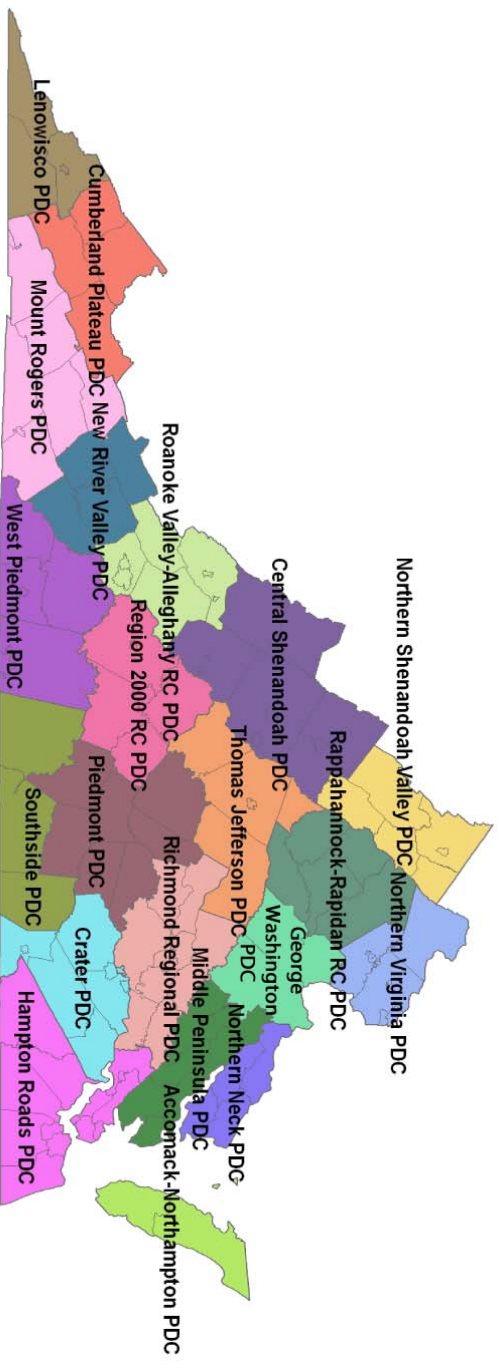 Northern Shenandoah Valley PDC
Northern Virginia PDC
Rappahannock-Rapidan RC PDC
Central Shenandoah PDC
George
Washington
PDC
Thomas Jefferson PDC
Northern Neck PDC
Middle Peninsula PDC
Roanoke Valley-Alleghany RC PDC
Richmond-Regional PDC
Accomack-Northampton PDC
Region 2000 RC PDC
Cumberland Plateau PDC
New River Valley PDC
Piedmont PDC
Crater PDC
Lenowisco PDC
Mount Rogers PDC
West Piedmont PDC
Southside PDC
Hampton Roads PDC